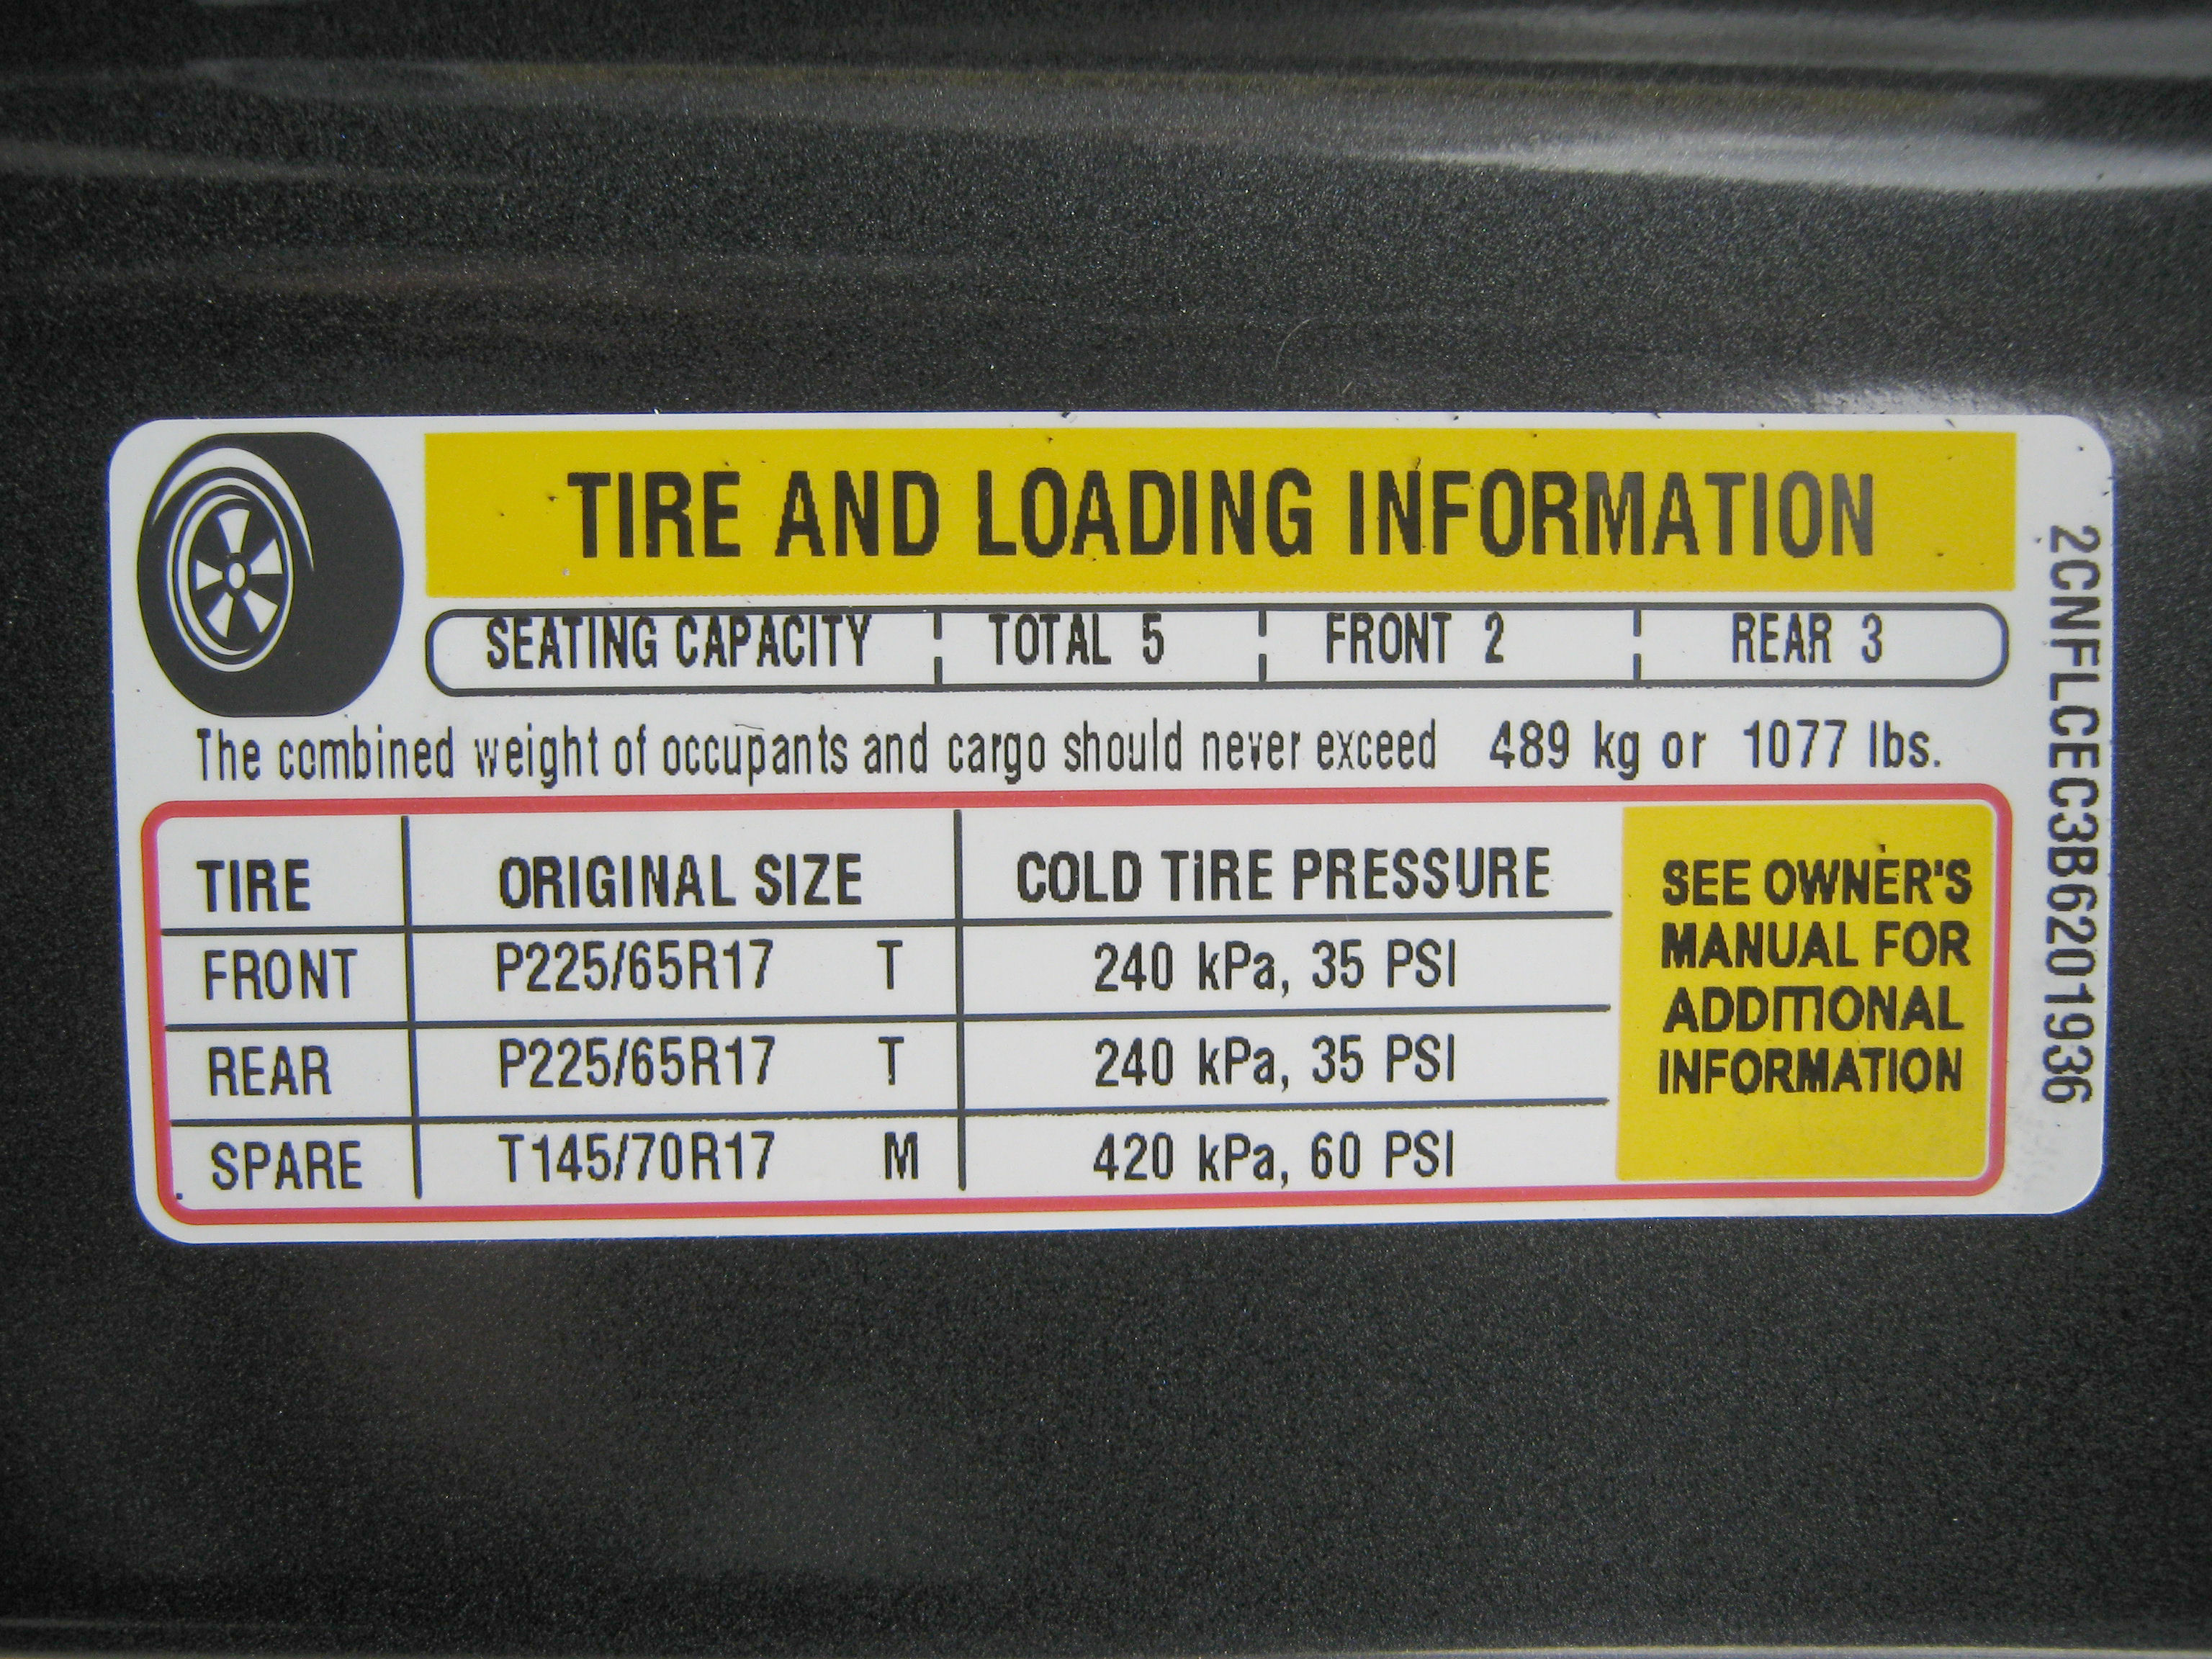 TIRE AND LOADING INFORMATION
SEATING CAPACITY TOTAL 5 FRONT 2 REAR 3
The combined weight of occupants and cargo should never exceed 489 kg or 1077 lbs.
TIRE ORIGINAL SIZE COLD TIRE PRESSURE
FRONT P225/65R17 T 240 kPa, 35 PSI
REAR P225/65R17 T 240 kPa, 35 PSI
SPARE T145/70R17 M 420 kPa, 60 PSI
SEE OWNER'S
MANUAL FOR
ADDITIONAL
INFORMATION
2CNFLCEC3B6201936